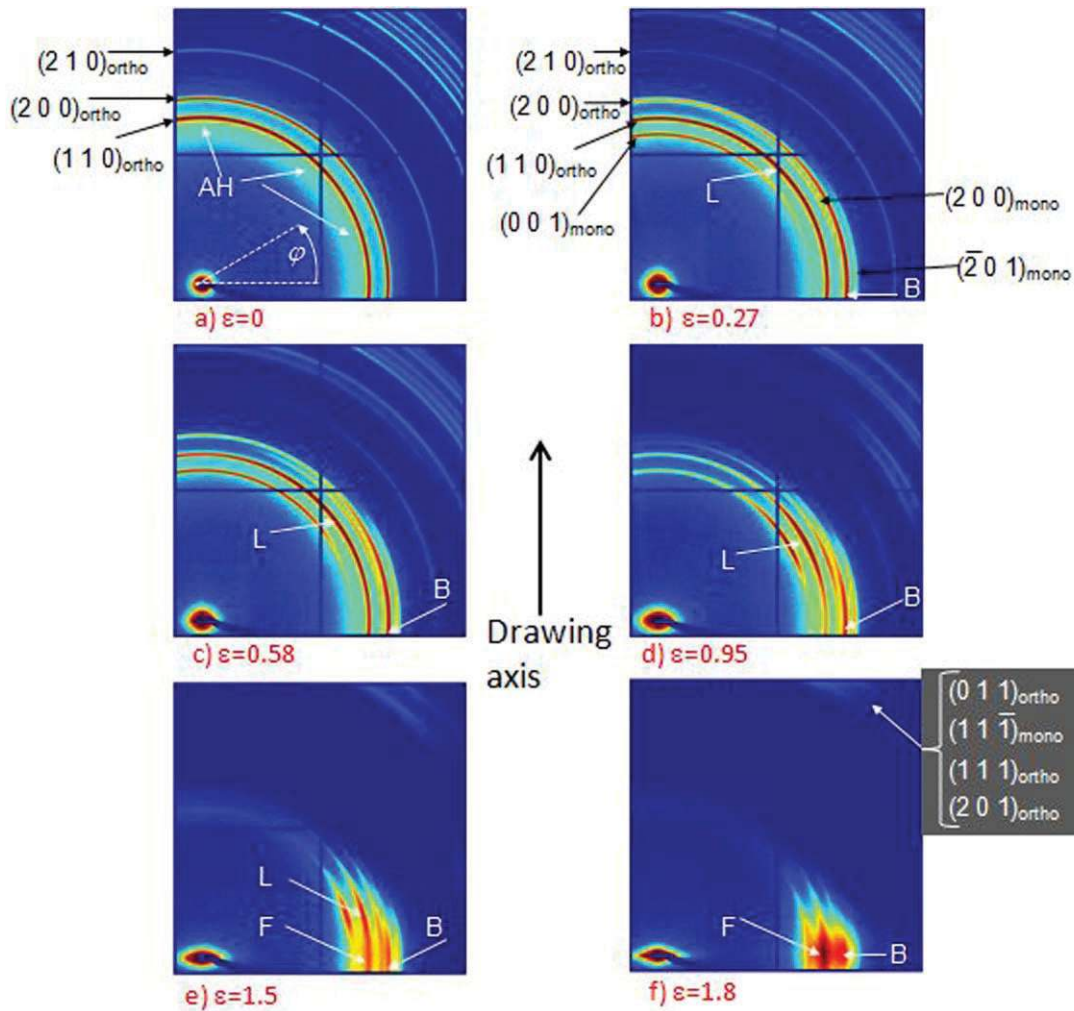 (2 1 0)ortho
(2 0 0)ortho
(1 1 0)ortho
AH
φ
a) ε=0
(2 1 0)ortho
(2 0 0)ortho
(1 1 0)ortho
(0 0 1)mono
L
(2 0 0)mono
(2̅ 0 1)mono
B
b) ε=0.27
L
B
c) ε=0.58
Drawing
axis
L
B
d) ε=0.95
L
F
B
e) ε=1.5
(0 1 1)ortho
(1 1 1̅)mono
(1 1 1)ortho
(2 0 1)ortho
F
B
f) ε=1.8